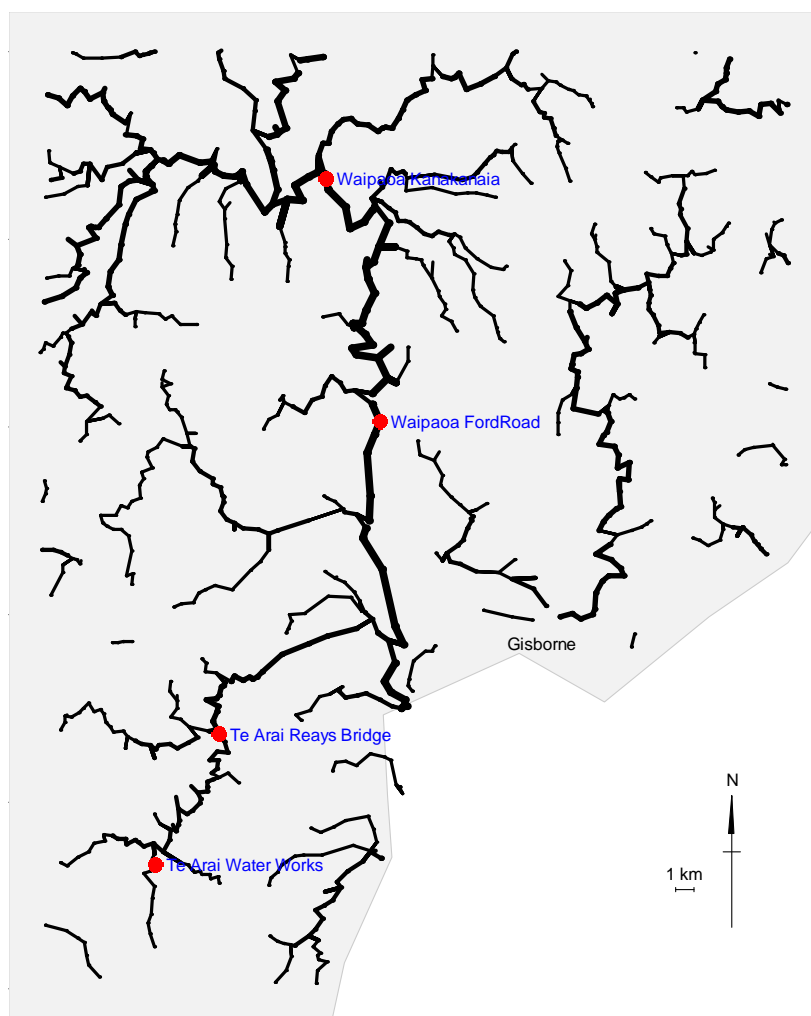 Waipaoa Kanakanaia
Waipaoa FordRoad
Gisborne
Te Arai Reays Bridge
N
Te Arai Water Works
1 km